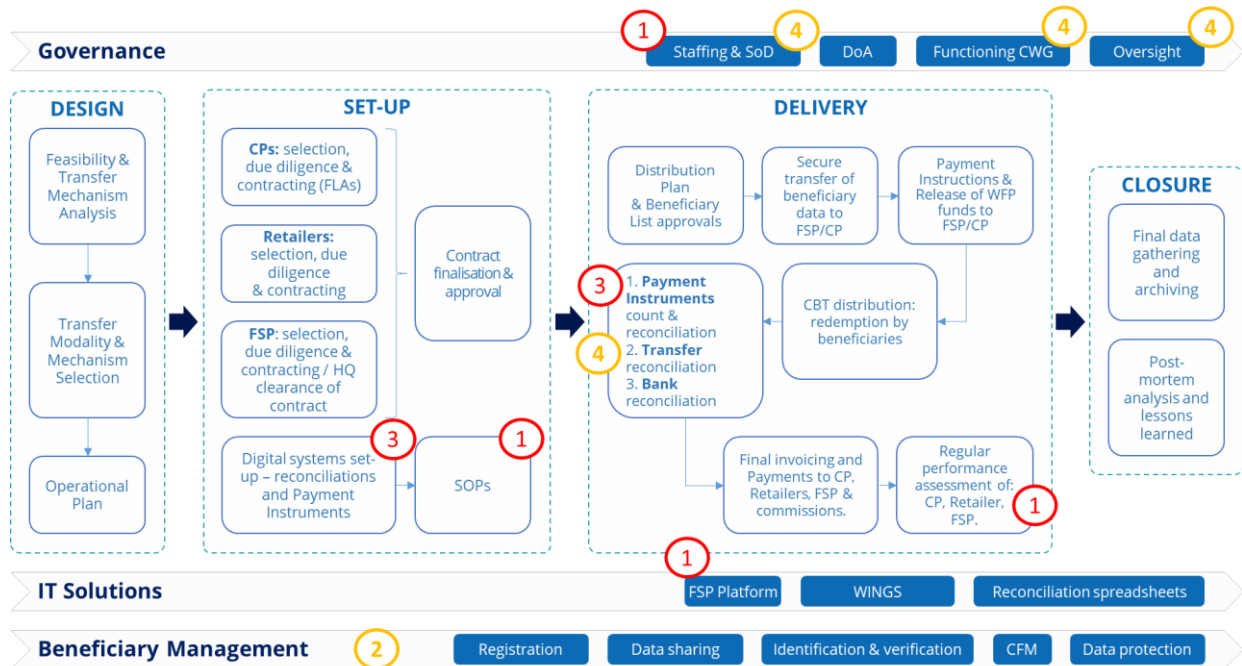 1
4
4
4
Governance
Staffing & SoD
DoA
Functioning CWG
Oversight
DESIGN
Feasibility &
Transfer
Mechanism
Analysis
Transfer
Modality &
Mechanism
Selection
Operational
Plan
SET-UP
CPs: selection,
due diligence &
contracting (FLAs)
Retailers:
selection, due
diligence
& contracting
FSP: selection,
due diligence &
contracting / HQ
clearance of
contract
Contract
finalisation &
approval
3
Digital systems set-
up – reconciliations
and Payment
Instruments
1
SOPs
DELIVERY
Distribution
Plan
& Beneficiary
List approvals
Secure
transfer of
beneficiary
data to
FSP/CP
Payment
Instructions &
Release of WFP
funds to
FSP/CP
CBT distribution:
redemption by
beneficiaries
3
4
1. Payment
Instruments
count &
reconciliation
2. Transfer
reconciliation
3. Bank
reconciliation
Final invoicing and
Payments to CP,
Retailers, FSP &
commissions.
Regular
performance
assessment of:
CP, Retailer,
FSP.
1
CLOSURE
Final data
gathering
and
archiving
Post-
mortem
analysis and
lessons
learned
1
IT Solutions
FSP Platform
WINGS
Reconciliation spreadsheets
Beneficiary Management
2
Registration
Data sharing
Identification & verification
CFM
Data protection